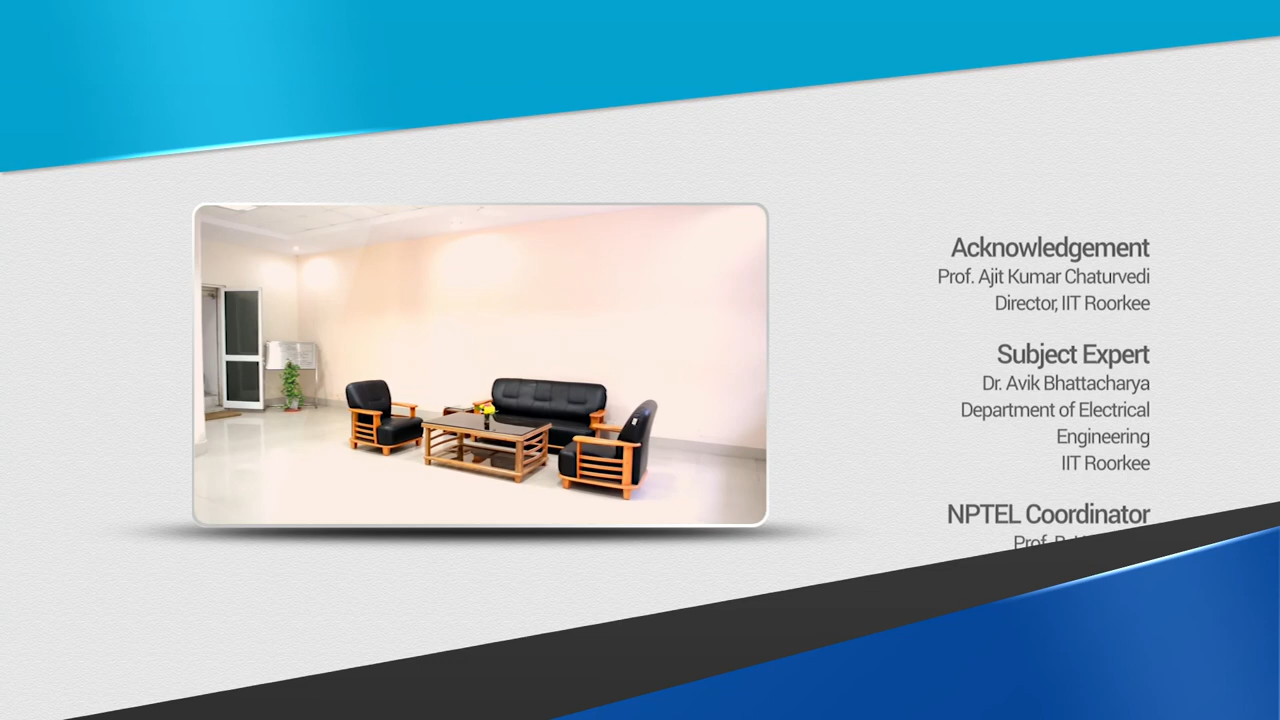 Acknowledgement
Prof. Ajit Kumar Chaturvedi
Director, IIT Roorkee
Subject Expert
Dr. Avik Bhattacharya
Department of Electrical
Engineering
IIT Roorkee
NPTEL Coordinator
Prof.